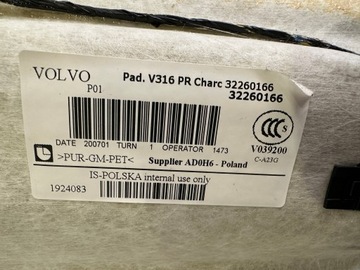 VOLVO
P01
Pad. V316 PR Charc 32260166
32260166
DATE 200701 TURN 1 OPERATOR 1473
CCC S
V039200
C-A23G
>PUR-GM-PET<
Supplier AD0H6 - Poland
IS-POLSKA internal use only
1924083